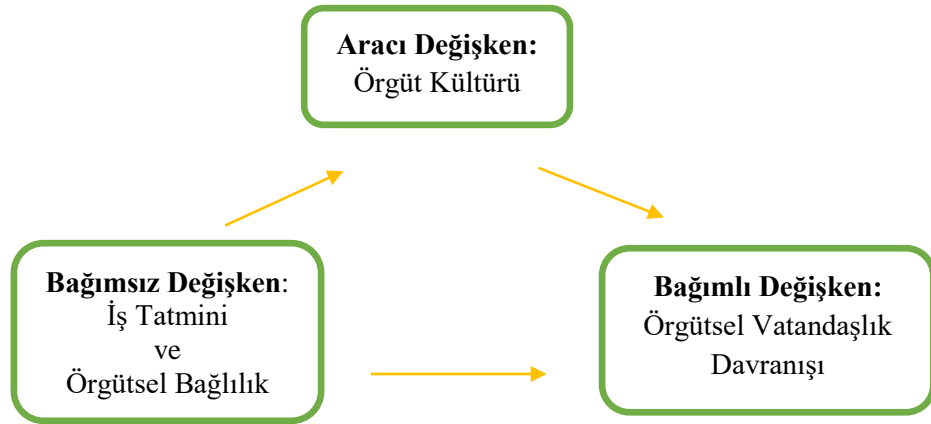 Aracı Değişken:
Örgüt Kültürü
Bağımsız Değişken:
İş Tatmini
ve
Örgütsel Bağlılık
Bağımlı Değişken:
Örgütsel Vatandaşlık
Davranışı